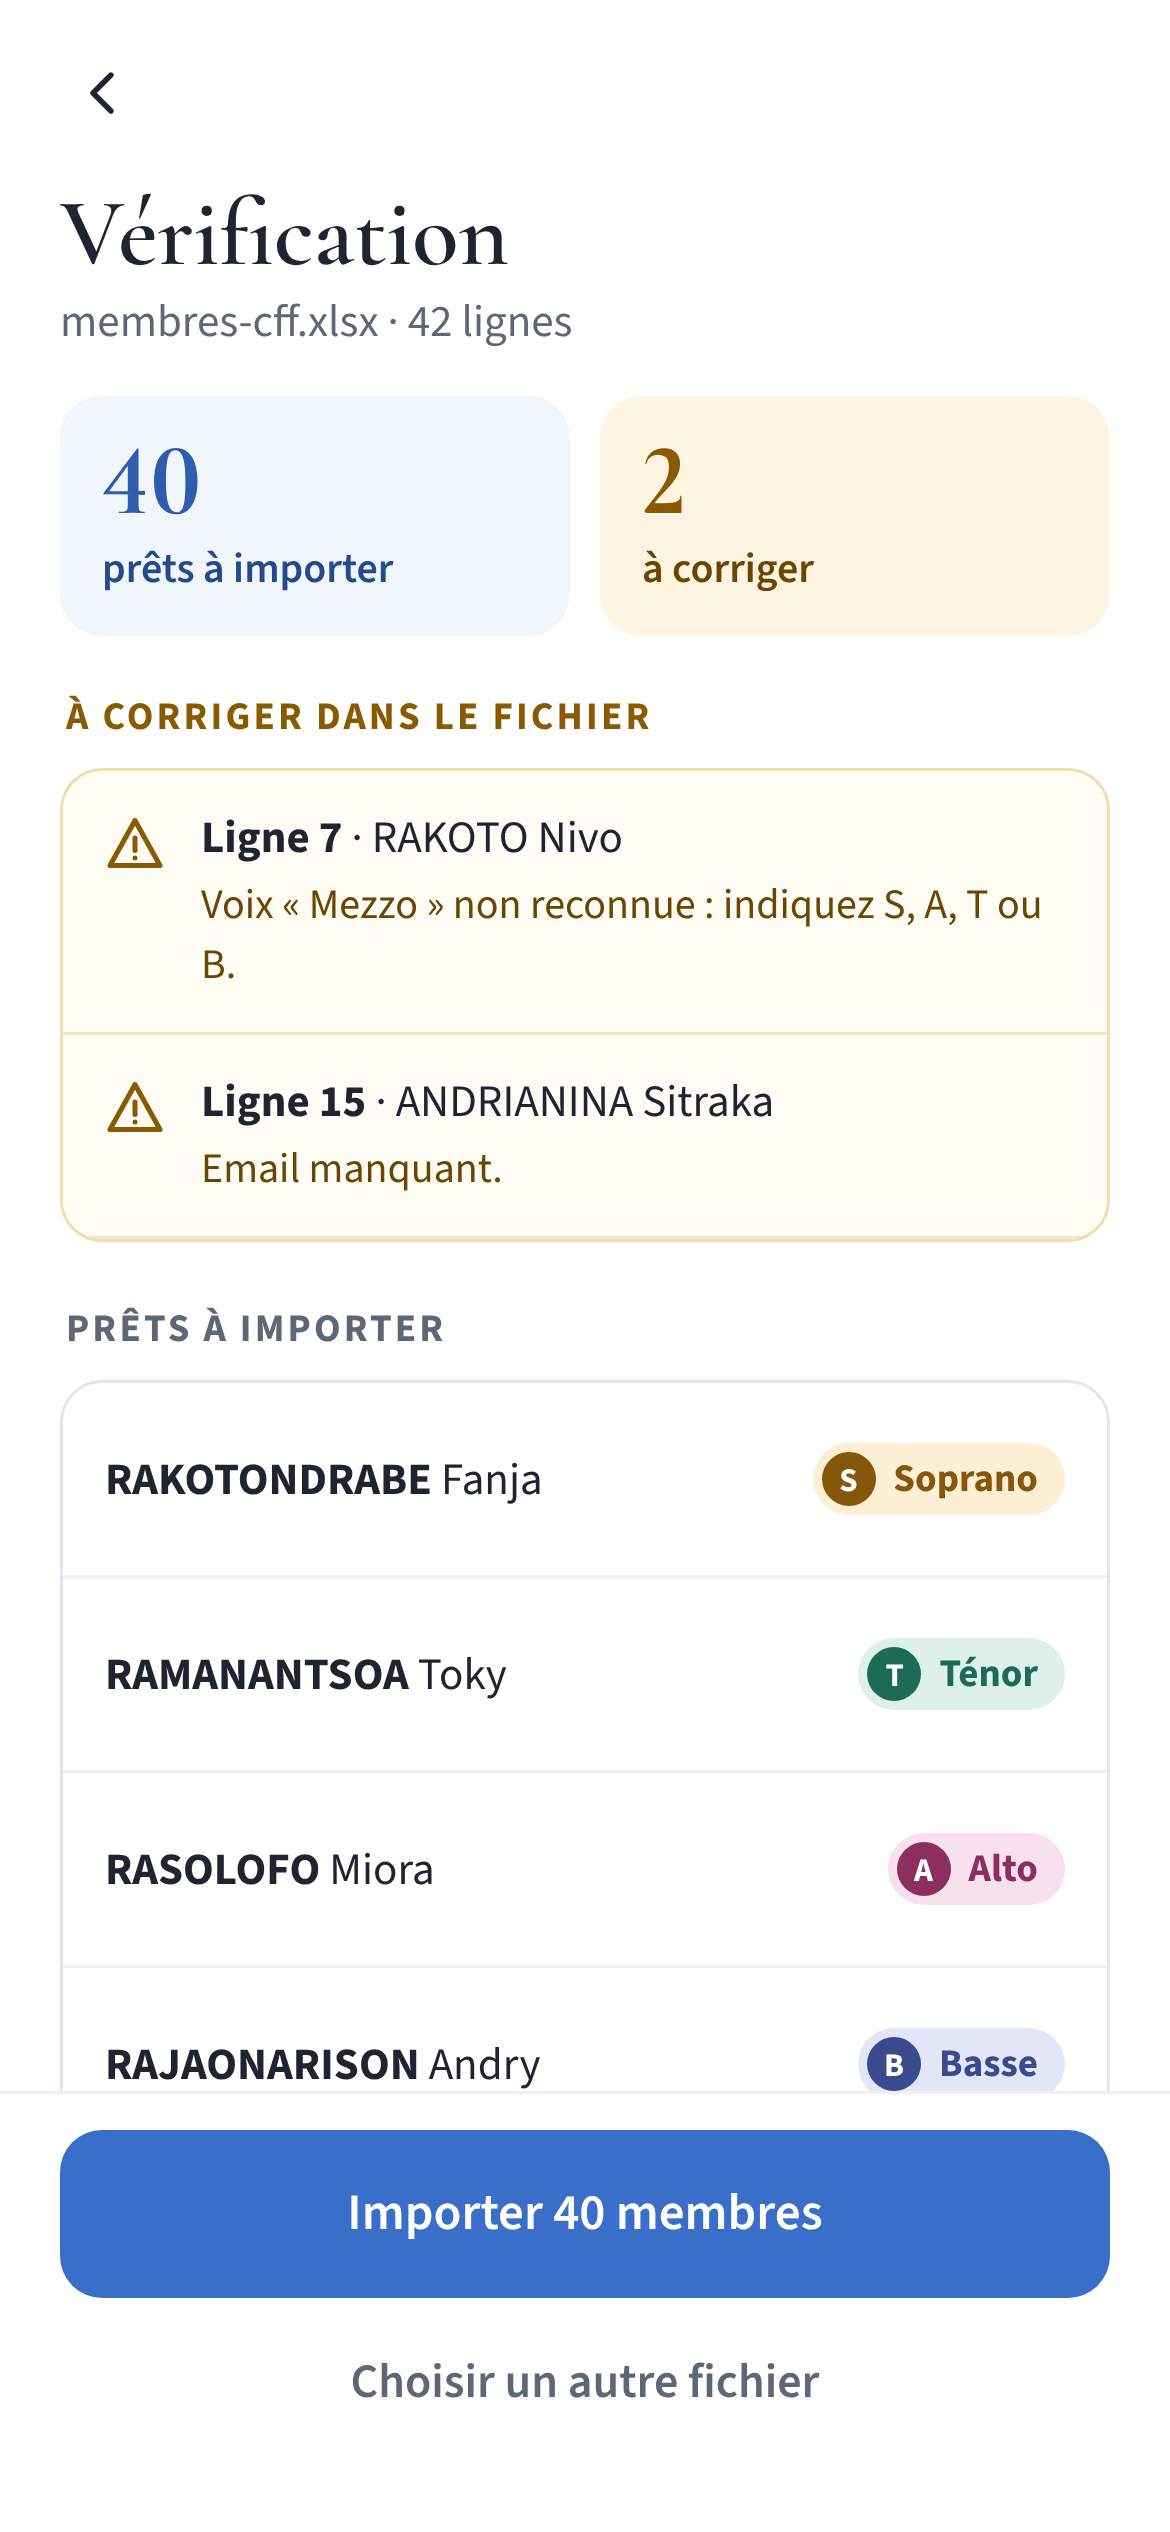 Vérification
membres-cff.xlsx · 42 lignes
40
prêts à importer
2
à corriger
À CORRIGER DANS LE FICHIER
Ligne 7 · RAKOTO Nivo
Voix « Mezzo » non reconnue : indiquez S, A, T ou
B.
Ligne 15 · ANDRIANINA Sitraka
Email manquant.
PRÊTS À IMPORTER
RAKOTONDRABE Fanja
S Soprano
RAMANANTSOA Toky
T Ténor
RASOLOFO Miora
A Alto
RAJAONARISON Andry
B Basse
Importer 40 membres
Choisir un autre fichier